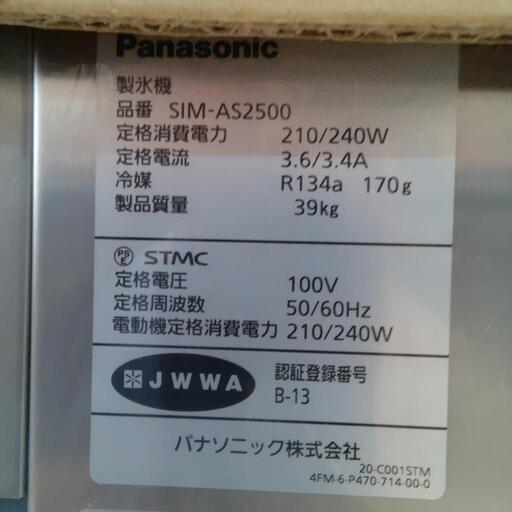 Panasonic
製氷機
品番 SIM-AS2500
定格消費電力 210/240W
定格電流 3.6/3.4A
冷媒 R134a 170g
製品質量 39kg
PS E STMC
定格電圧 100V
定格周波数 50/60Hz
電動機定格消費電力 210/240W
JWWA 認証登録番号
B-13
パナソニック株式会社
20-C001STM
4FM-6-P470-714-00-0